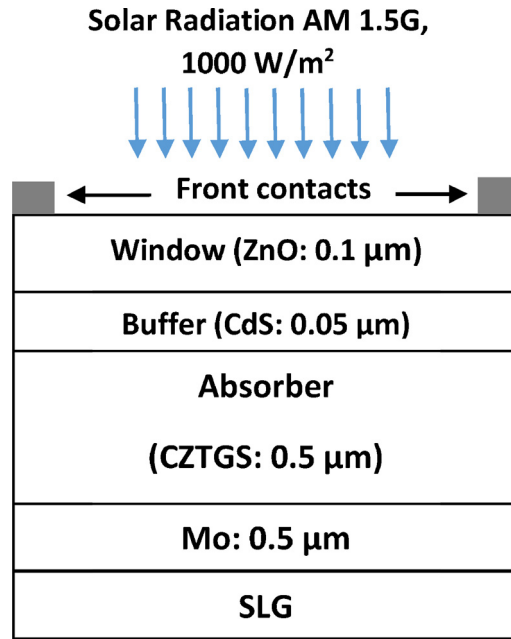 Solar Radiation AM 1.5G,
1000 W/m²
Front contacts
Window (ZnO: 0.1 µm)
Buffer (CdS: 0.05 µm)
Absorber
(CZTGS: 0.5 µm)
Mo: 0.5 µm
SLG